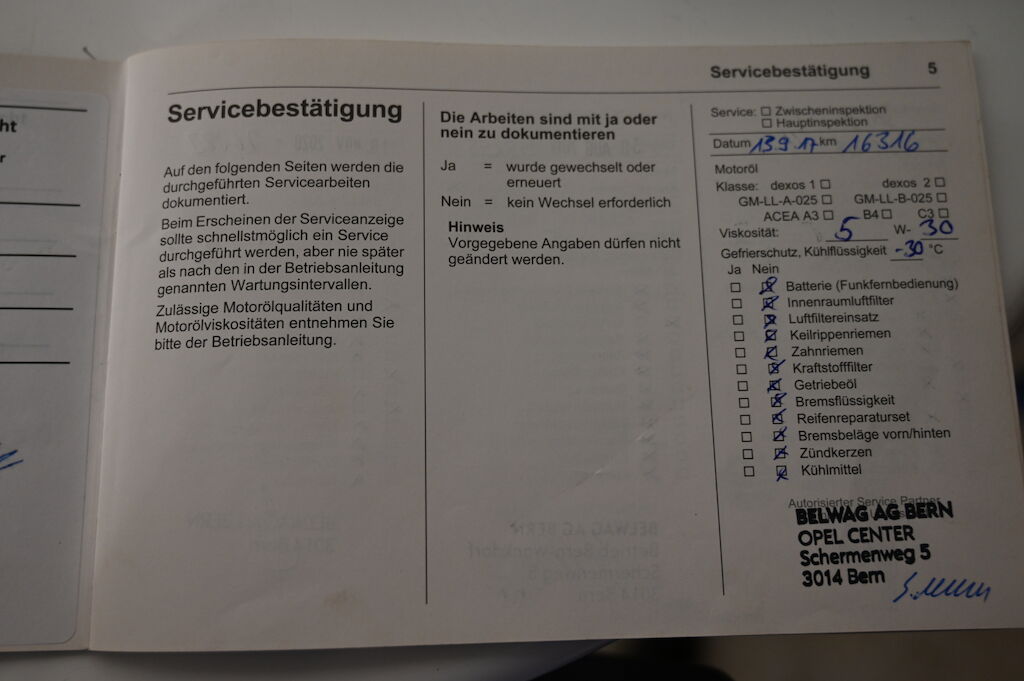 ht
r
Servicebestätigung 5
Servicebestätigung
Auf den folgenden Seiten werden die
durchgeführten Servicearbeiten
dokumentiert.
Beim Erscheinen der Serviceanzeige
sollte schnellstmöglich ein Service
durchgeführt werden, aber nie später
als nach den in der Betriebsanleitung
genannten Wartungsintervallen.
Zulässige Motorölqualitäten und
Motorölviskositäten entnehmen Sie
bitte der Betriebsanleitung.
Die Arbeiten sind mit ja oder
nein zu dokumentieren
Ja = wurde gewechselt oder
erneuert
Nein = kein Wechsel erforderlich
Hinweis
Vorgegebene Angaben dürfen nicht
geändert werden.
Service: ☐ Zwischeninspektion
☐ Hauptinspektion
Datum 13.9.17 km 16316
Motoröl
Klasse: dexos 1 ☐ dexos 2 ☐
GM-LL-A-025 ☐ GM-LL-B-025 ☐
ACEA A3 ☐ B4 ☐ C3 ☐
Viskosität: 5 W- 30
Gefrierschutz, Kühlflüssigkeit -30 °C
Ja Nein
☐ ☒ Batterie (Funkfernbedienung)
☐ ☒ Innenraumluftfilter
☐ ☒ Luftfiltereinsatz
☐ ☒ Keilrippenriemen
☐ ☒ Zahnriemen
☐ ☒ Kraftstofffilter
☐ ☒ Getriebeöl
☐ ☒ Bremsflüssigkeit
☐ ☒ Reifenreparaturset
☐ ☒ Bremsbeläge vorn/hinten
☐ ☒ Zündkerzen
☐ ☒ Kühlmittel
Autorisierter Service Partner
BELWAG AG BERN
OPEL CENTER
Schermenweg 5
3014 Bern